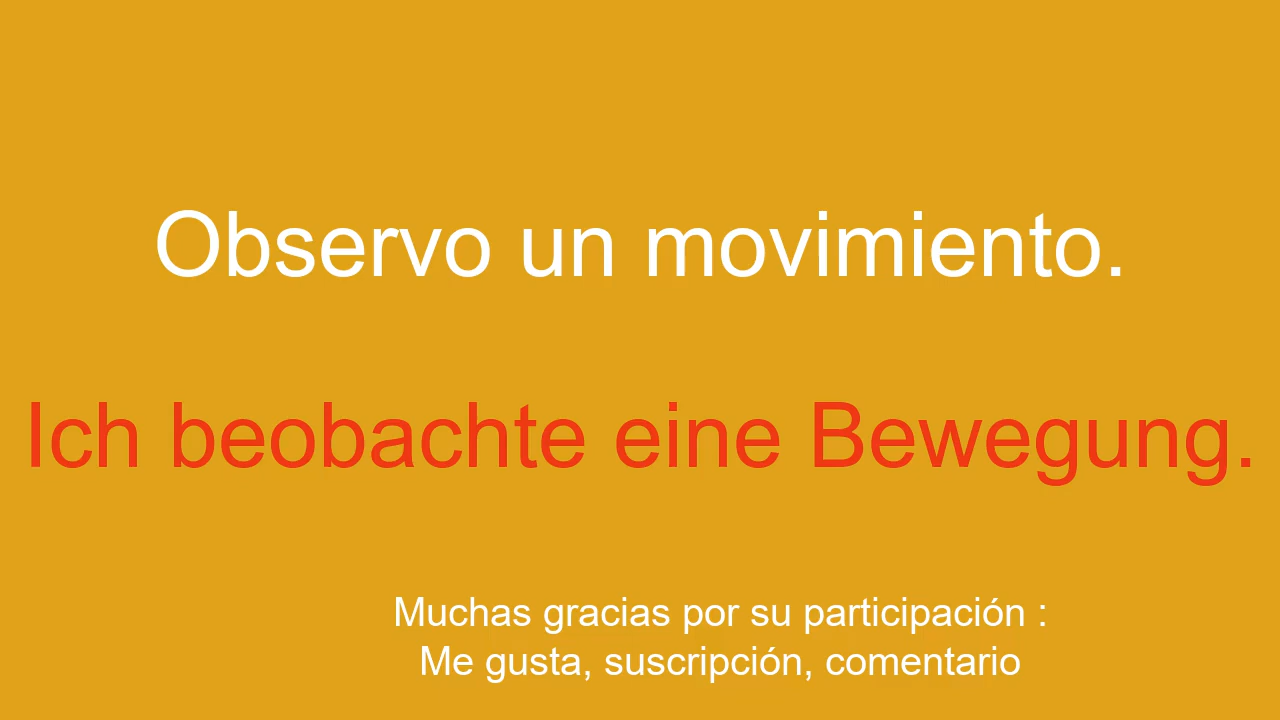 Observo un movimiento.
Ich beobachte eine Bewegung.
Muchas gracias por su participación :
Me gusta, suscripción, comentario